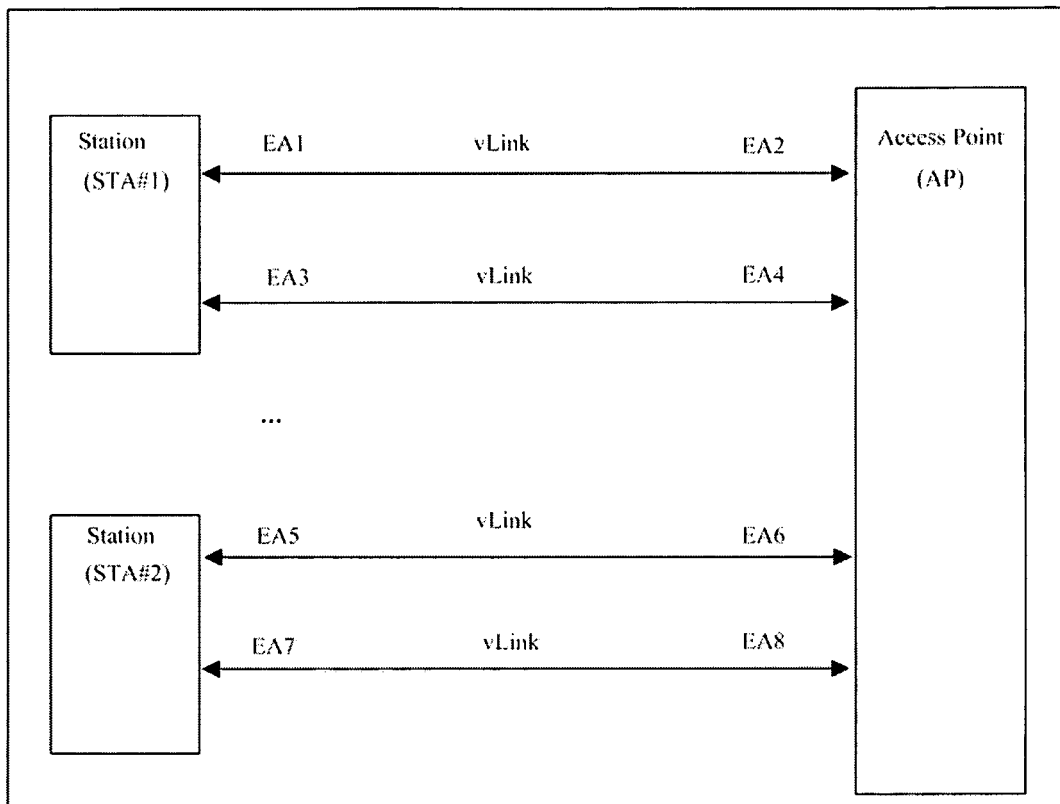 Station
(STA#1)
EA1 vLink EA2
Access Point
(AP)
EA3 vLink EA4
...
Station
(STA#2)
EA5 vLink EA6
EA7 vLink EA8